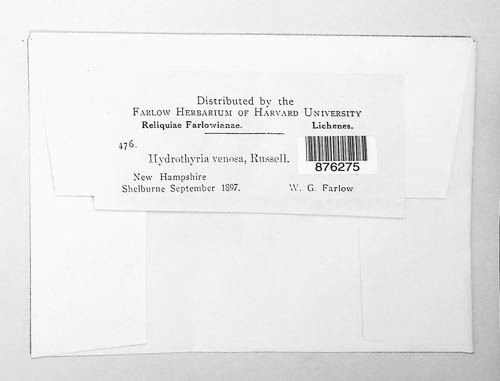 Distributed by the
FARLOW HERBARIUM OF HARVARD UNIVERSITY
Reliquiae Farlowianae. Lichenes.
476.
Hydrothyria venosa, Russell.
876275
New Hampshire
Shelburne September 1897. W. G. Farlow